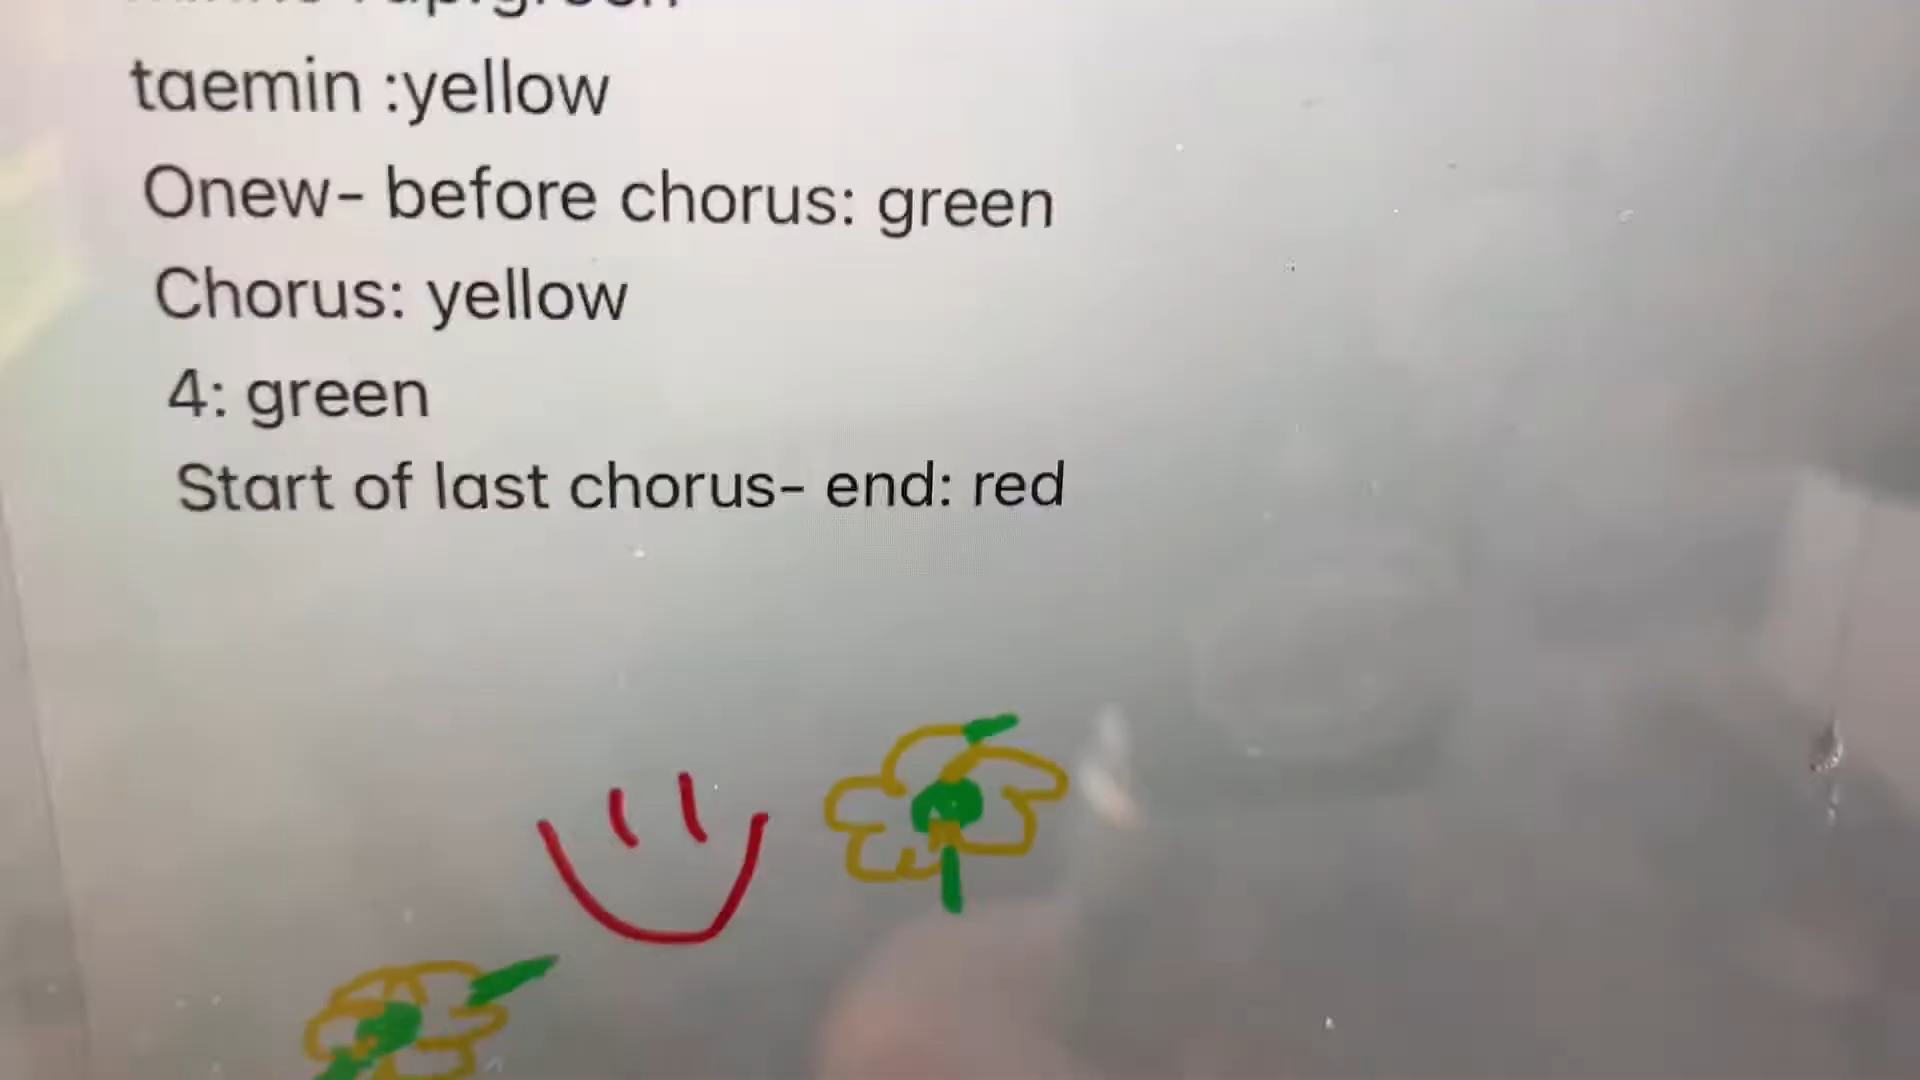 taemin :yellow
Onew- before chorus: green
Chorus: yellow
4: green
Start of last chorus- end: red